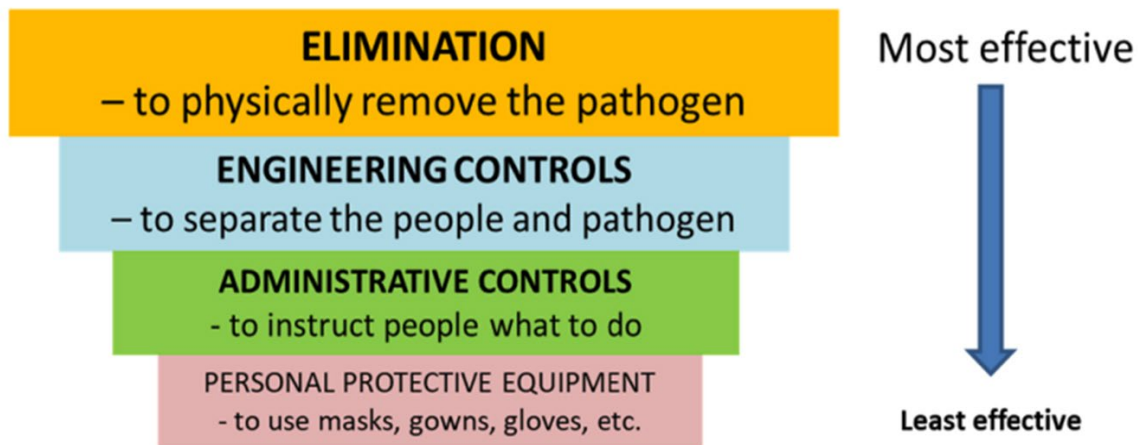 ELIMINATION
– to physically remove the pathogen
ENGINEERING CONTROLS
– to separate the people and pathogen
ADMINISTRATIVE CONTROLS
- to instruct people what to do
PERSONAL PROTECTIVE EQUIPMENT
- to use masks, gowns, gloves, etc.
Most effective
Least effective